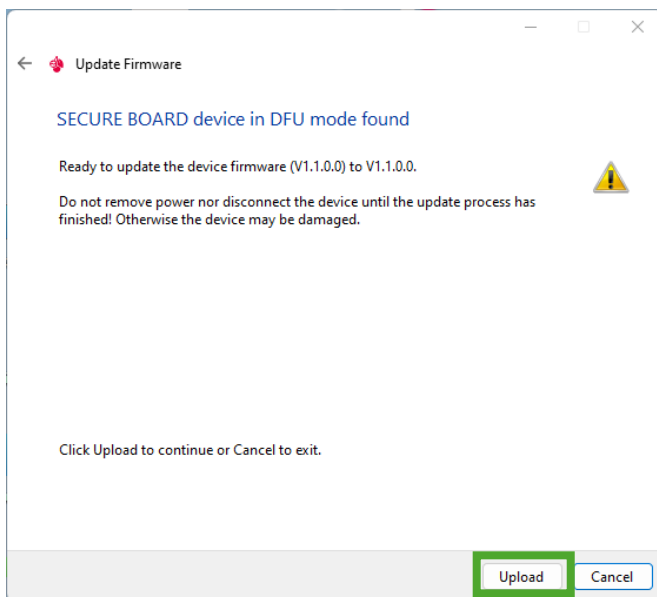 Update Firmware
SECURE BOARD device in DFU mode found
Ready to update the device firmware (V1.1.0.0) to V1.1.0.0.
Do not remove power nor disconnect the device until the update process has
finished! Otherwise the device may be damaged.
Click Upload to continue or Cancel to exit.
Upload Cancel